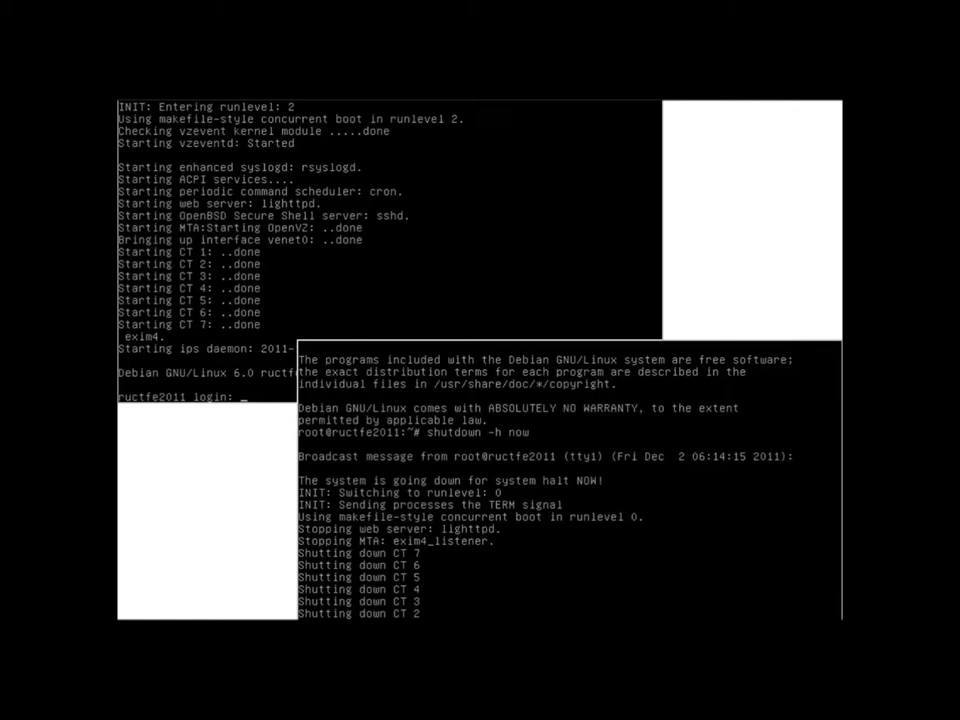 INIT: Entering runlevel: 2
Using makefile-style concurrent boot in runlevel 2.
Checking vzevent kernel module .....done
Starting vzeventd: Started
Starting enhanced syslogd: rsyslogd.
Starting ACPI services....
Starting periodic command scheduler: cron.
Starting web server: lighttpd.
Starting OpenBSD Secure Shell server: sshd.
Starting MTA:Starting OpenVZ: ..done
Bringing up interface venet0: ..done
Starting CT 1: ..done
Starting CT 2: ..done
Starting CT 3: ..done
Starting CT 4: ..done
Starting CT 5: ..done
Starting CT 6: ..done
Starting CT 7: ..done
exim4.
Starting ips daemon: 2011-
Debian GNU/Linux 6.0 ructf
ructfe2011 login: _
The programs included with the Debian GNU/Linux system are free software;
the exact distribution terms for each program are described in the
individual files in /usr/share/doc/*/copyright.
Debian GNU/Linux comes with ABSOLUTELY NO WARRANTY, to the extent
permitted by applicable law.
root@ructfe2011:~# shutdown -h now
Broadcast message from root@ructfe2011 (tty1) (Fri Dec  2 06:14:15 2011):
The system is going down for system halt NOW!
INIT: Switching to runlevel: 0
INIT: Sending processes the TERM signal
Using makefile-style concurrent boot in runlevel 0.
Stopping web server: lighttpd.
Stopping MTA: exim4_listener.
Shutting down CT 7
Shutting down CT 6
Shutting down CT 5
Shutting down CT 4
Shutting down CT 3
Shutting down CT 2